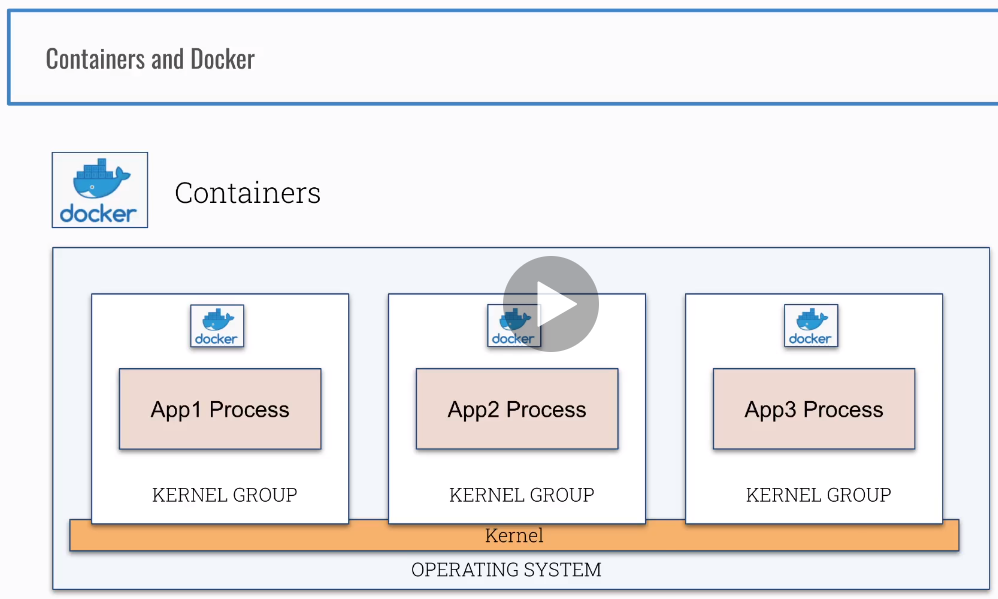 Containers and Docker
docker
Containers
docker
docker
docker
App1 Process
App2 Process
App3 Process
KERNEL GROUP
KERNEL GROUP
KERNEL GROUP
Kernel
OPERATING SYSTEM